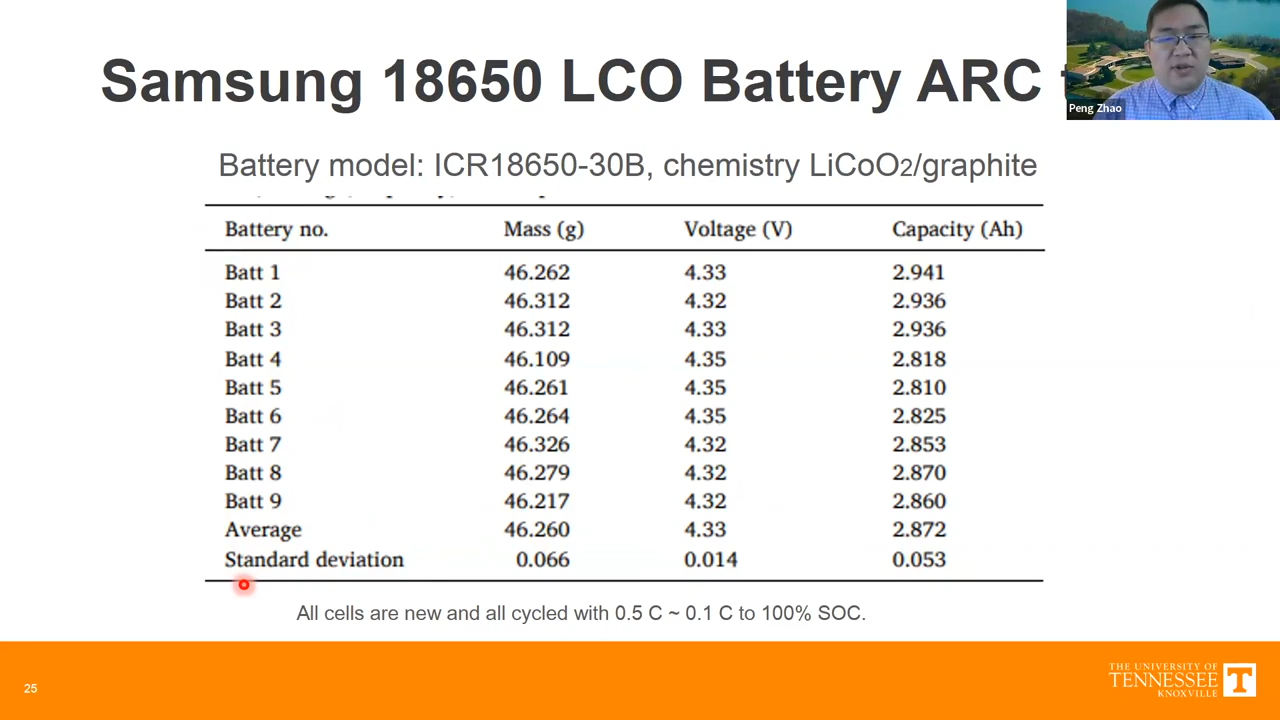 Samsung 18650 LCO Battery ARC
Peng Zhao
Battery model: ICR18650-30B, chemistry LiCoO2/graphite
Battery no. Mass (g) Voltage (V) Capacity (Ah)
Batt 1 46.262 4.33 2.941
Batt 2 46.312 4.32 2.936
Batt 3 46.312 4.33 2.936
Batt 4 46.109 4.35 2.818
Batt 5 46.261 4.35 2.810
Batt 6 46.264 4.35 2.825
Batt 7 46.326 4.32 2.853
Batt 8 46.279 4.32 2.870
Batt 9 46.217 4.32 2.860
Average 46.260 4.33 2.872
Standard deviation 0.066 0.014 0.053
All cells are new and all cycled with 0.5 C ~ 0.1 C to 100% SOC.
25
THE UNIVERSITY OF
TENNESSEE
KNOXVILLE
T